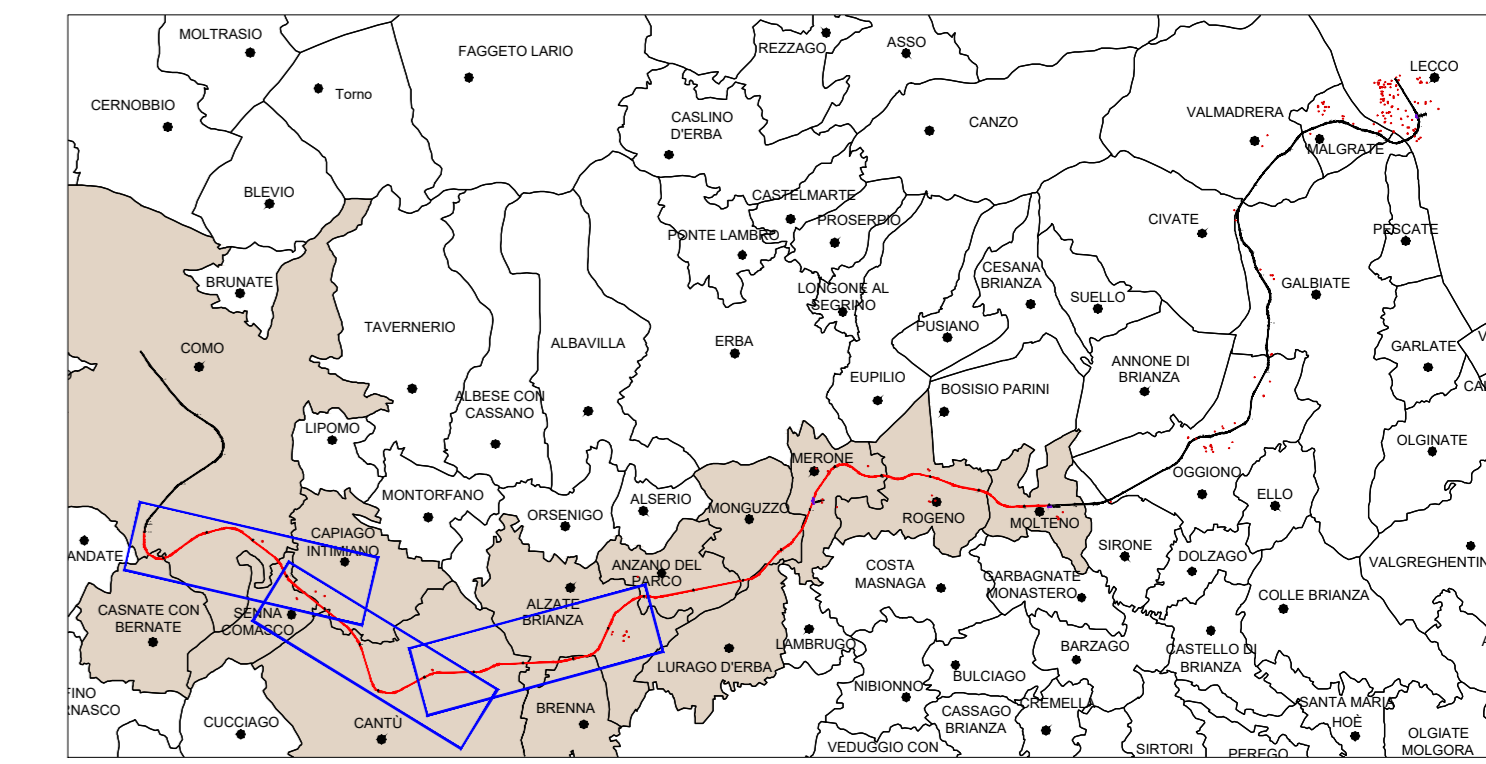 MOLTRASIO
FAGGETO LARIO
REZZAGO
ASSO
LECCO
CERNOBBIO
Torno
CASLINO
D'ERBA
CANZO
VALMADRERA
MALGRATE
BLEVIO
CASTELMARTE
PROSERPIO
CIVATE
PONTE LAMBRO
PESCATE
BRUNATE
CESANA
BRIANZA
LONGONE AL
SEGRINO
SUELLO
GALBIATE
TAVERNERIO
PUSIANO
COMO
ALBAVILLA
ERBA
GARLATE
V
ANNONE DI
BRIANZA
CAL
EUPILIO
BOSISIO PARINI
ALBESE CON
CASSANO
LIPOMO
OLGINATE
MERONE
OGGIONO
ELLO
MONTORFANO
ORSENIGO
ALSERIO
MONGUZZO
ROGENO
MOLTENO
CAPIAGO
INTIMIANO
SIRONE
DOLZAGO
VALGREGHENTIN
ANDATE
ANZANO DEL
PARCO
COSTA
MASNAGA
GARBAGNATE
MONASTERO
COLLE BRIANZA
CASNATE CON
BERNATE
SENNA
COMASCO
ALZATE
BRIANZA
LAMBRUGO
BARZAGO
CASTELLO DI
BRIANZA
LURAGO D'ERBA
BULCIAGO
NIBIONNO
FINO
RNASCO
CUCCIAGO
CANTÙ
BRENNA
CASSAGO
BRIANZA
CREMELLA
SANTA MARIA
HOÈ
OLGIATE
MOLGORA
VEDUGGIO CON
SIRTORI
PEREGO